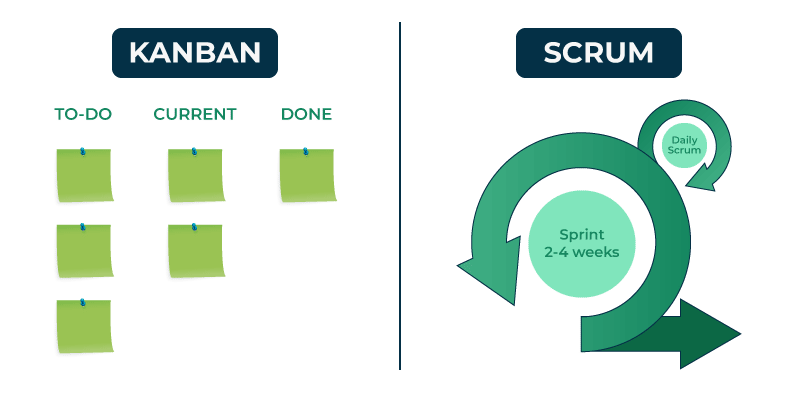 KANBAN
TO-DO
CURRENT
DONE
SCRUM
Daily
Scrum
Sprint
2-4 weeks